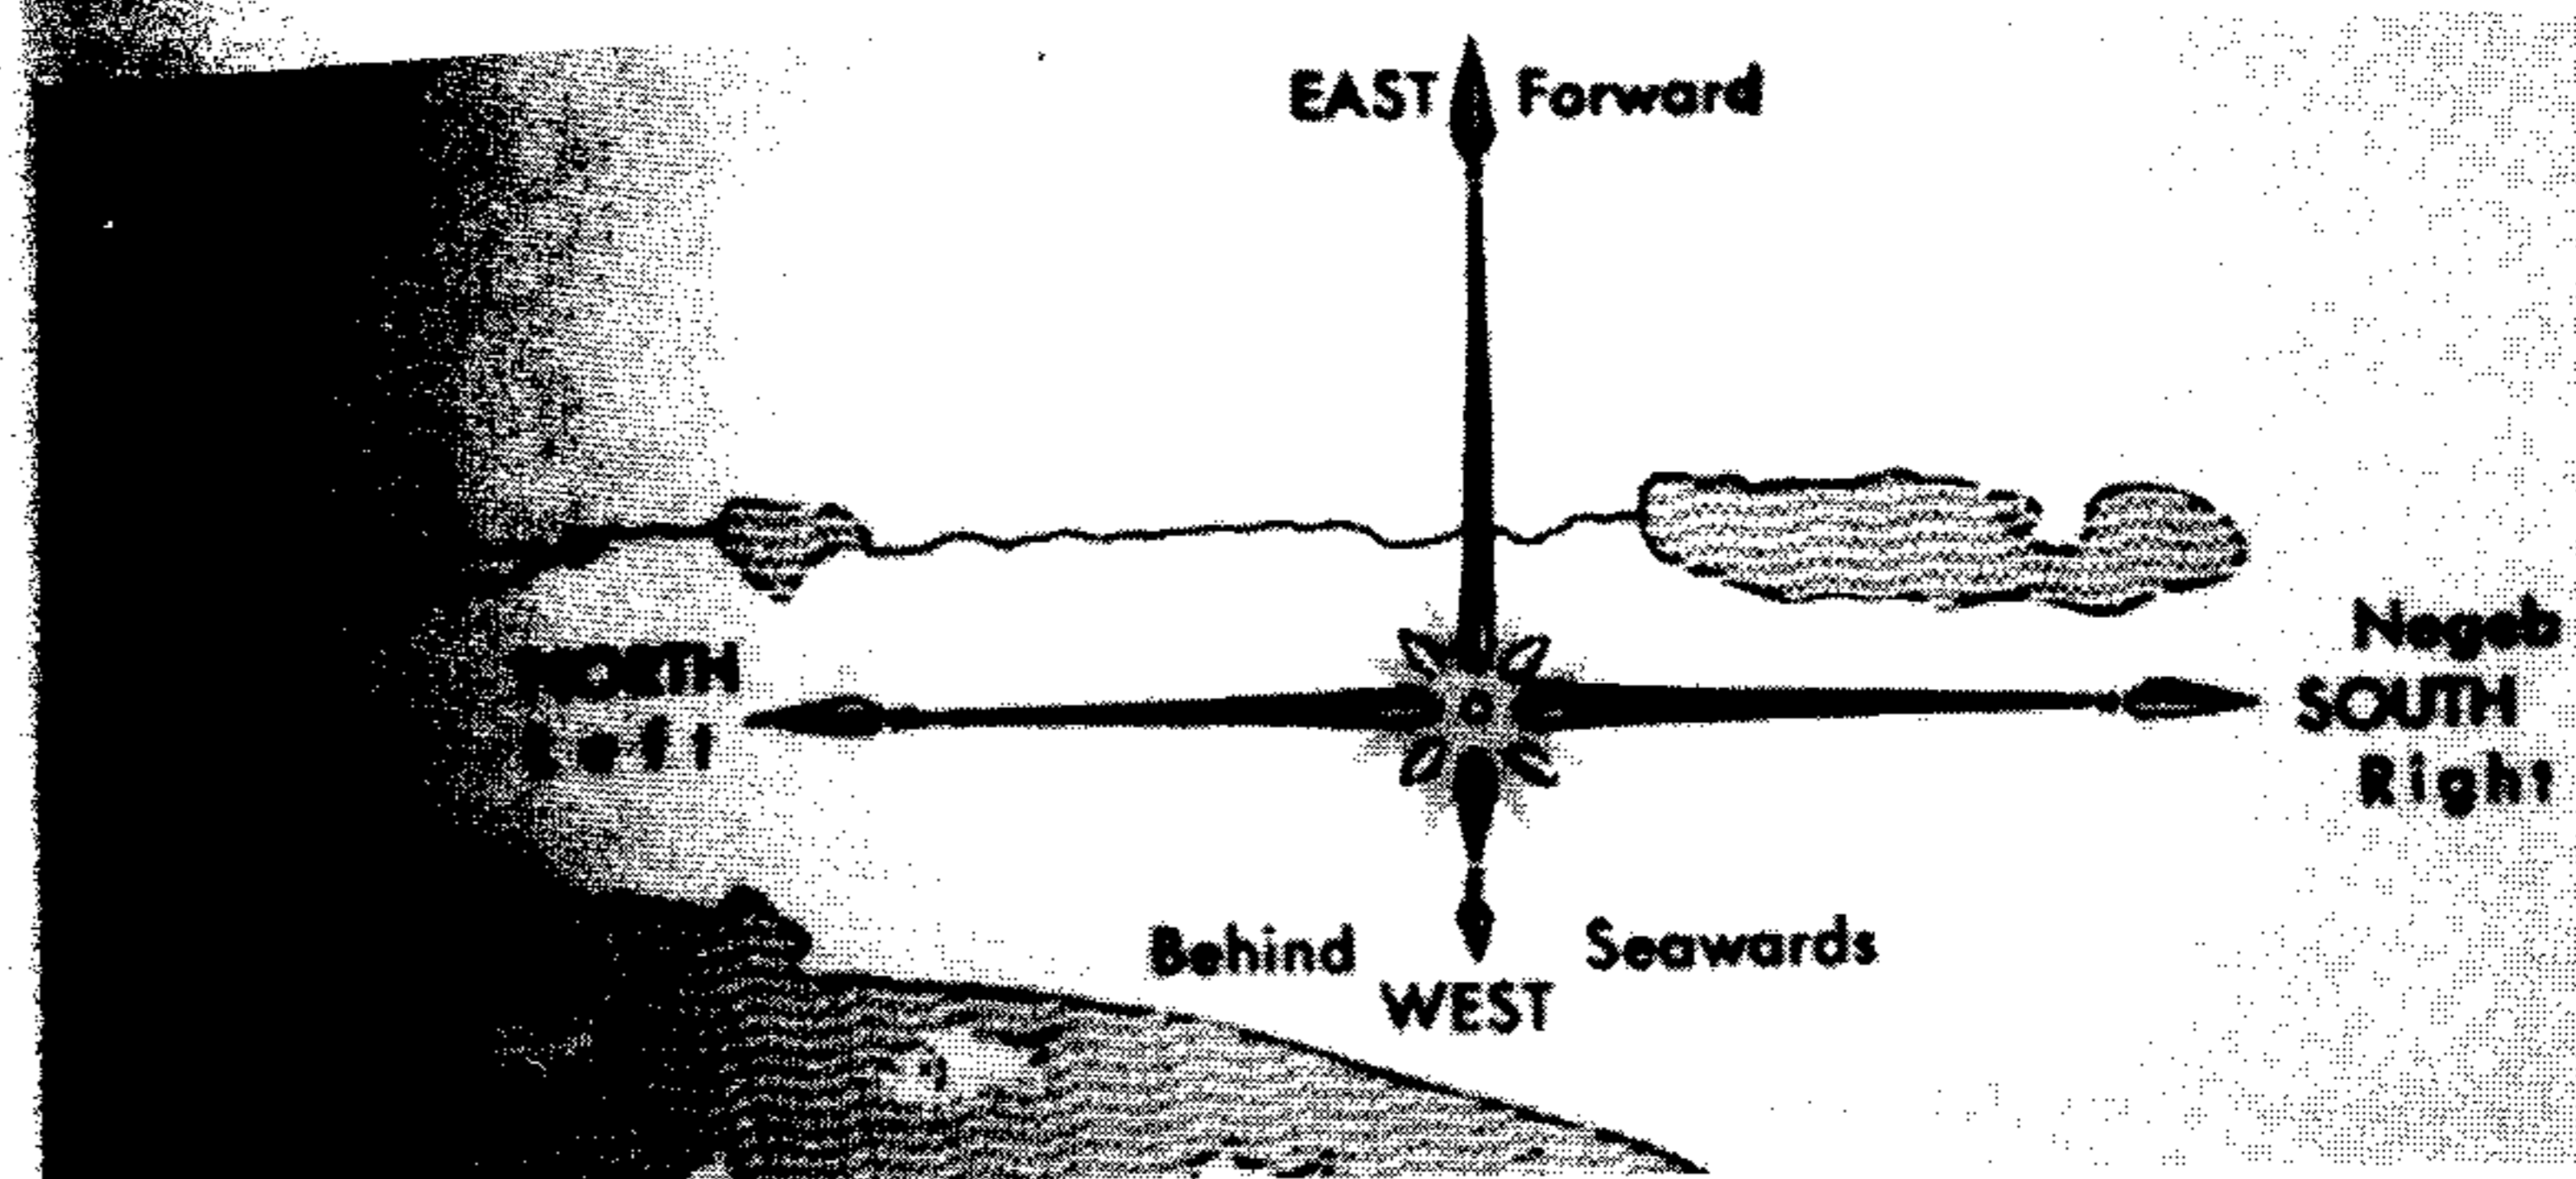 EAST Forward
Negeb
NORTH
SOUTH
Left
Right
Behind Seawards
WEST